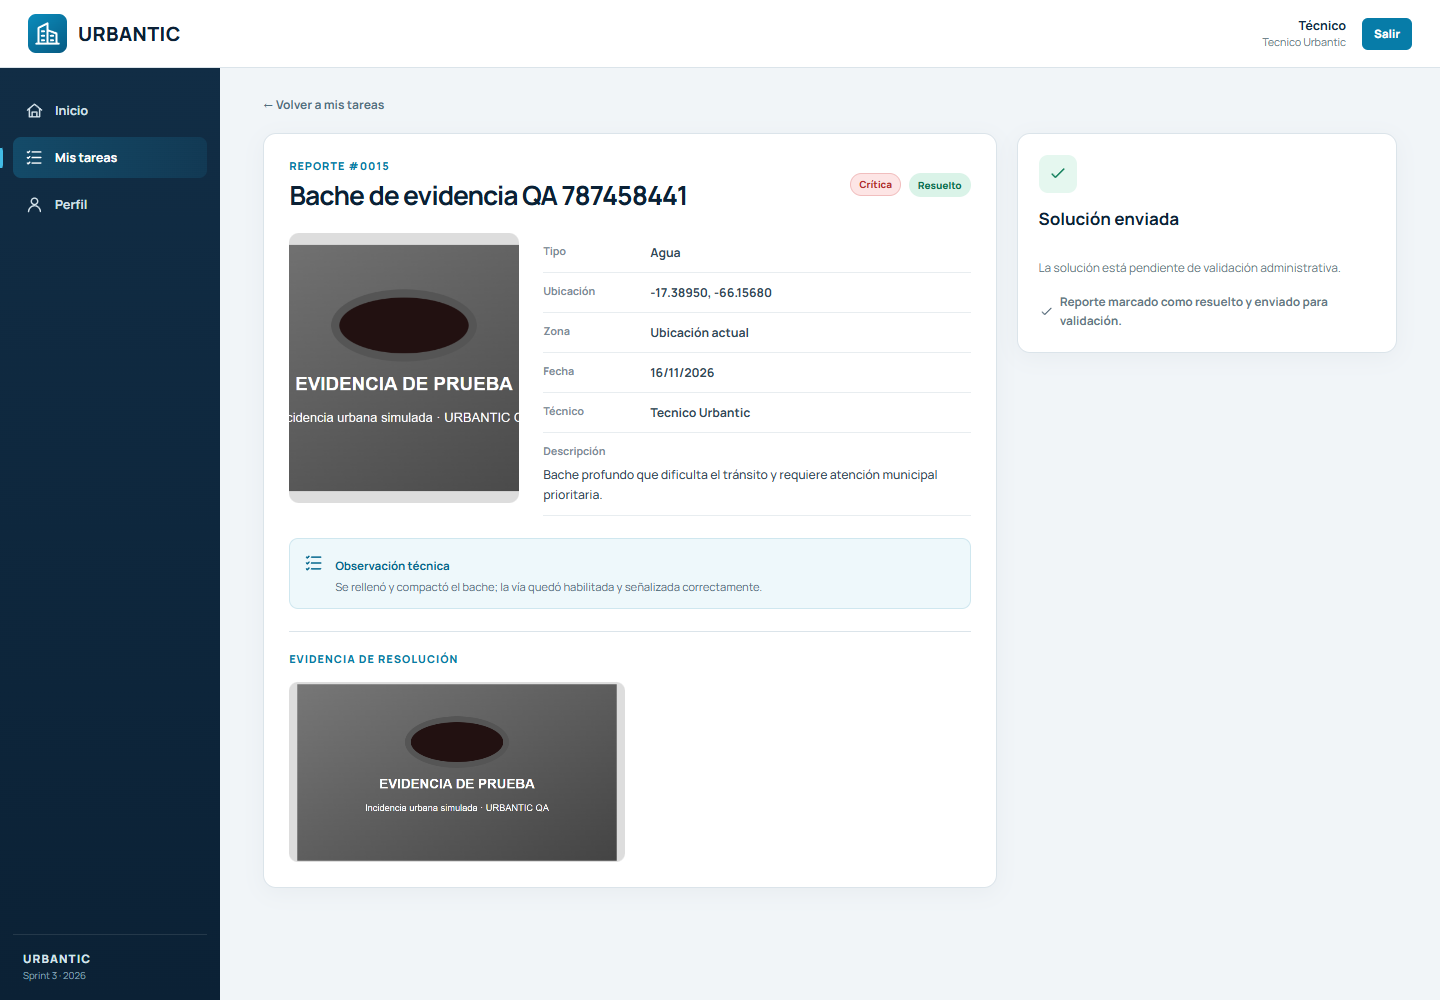 URBANTIC
Técnico
Tecnico Urbantic
Salir
Inicio
Mis tareas
Perfil
← Volver a mis tareas
REPORTE #0015
Bache de evidencia QA 787458441
Crítica
Resuelto
EVIDENCIA DE PRUEBA
cidencia urbana simulada · URBANTIC
Tipo Agua
Ubicación -17.38950, -66.15680
Zona Ubicación actual
Fecha 16/11/2026
Técnico Tecnico Urbantic
Descripción
Bache profundo que dificulta el tránsito y requiere atención municipal
prioritaria.
Observación técnica
Se rellenó y compactó el bache; la vía quedó habilitada y señalizada correctamente.
EVIDENCIA DE RESOLUCIÓN
EVIDENCIA DE PRUEBA
Incidencia urbana simulada · URBANTIC QA
Solución enviada
La solución está pendiente de validación administrativa.
Reporte marcado como resuelto y enviado para
validación.
URBANTIC
Sprint 3 · 2026